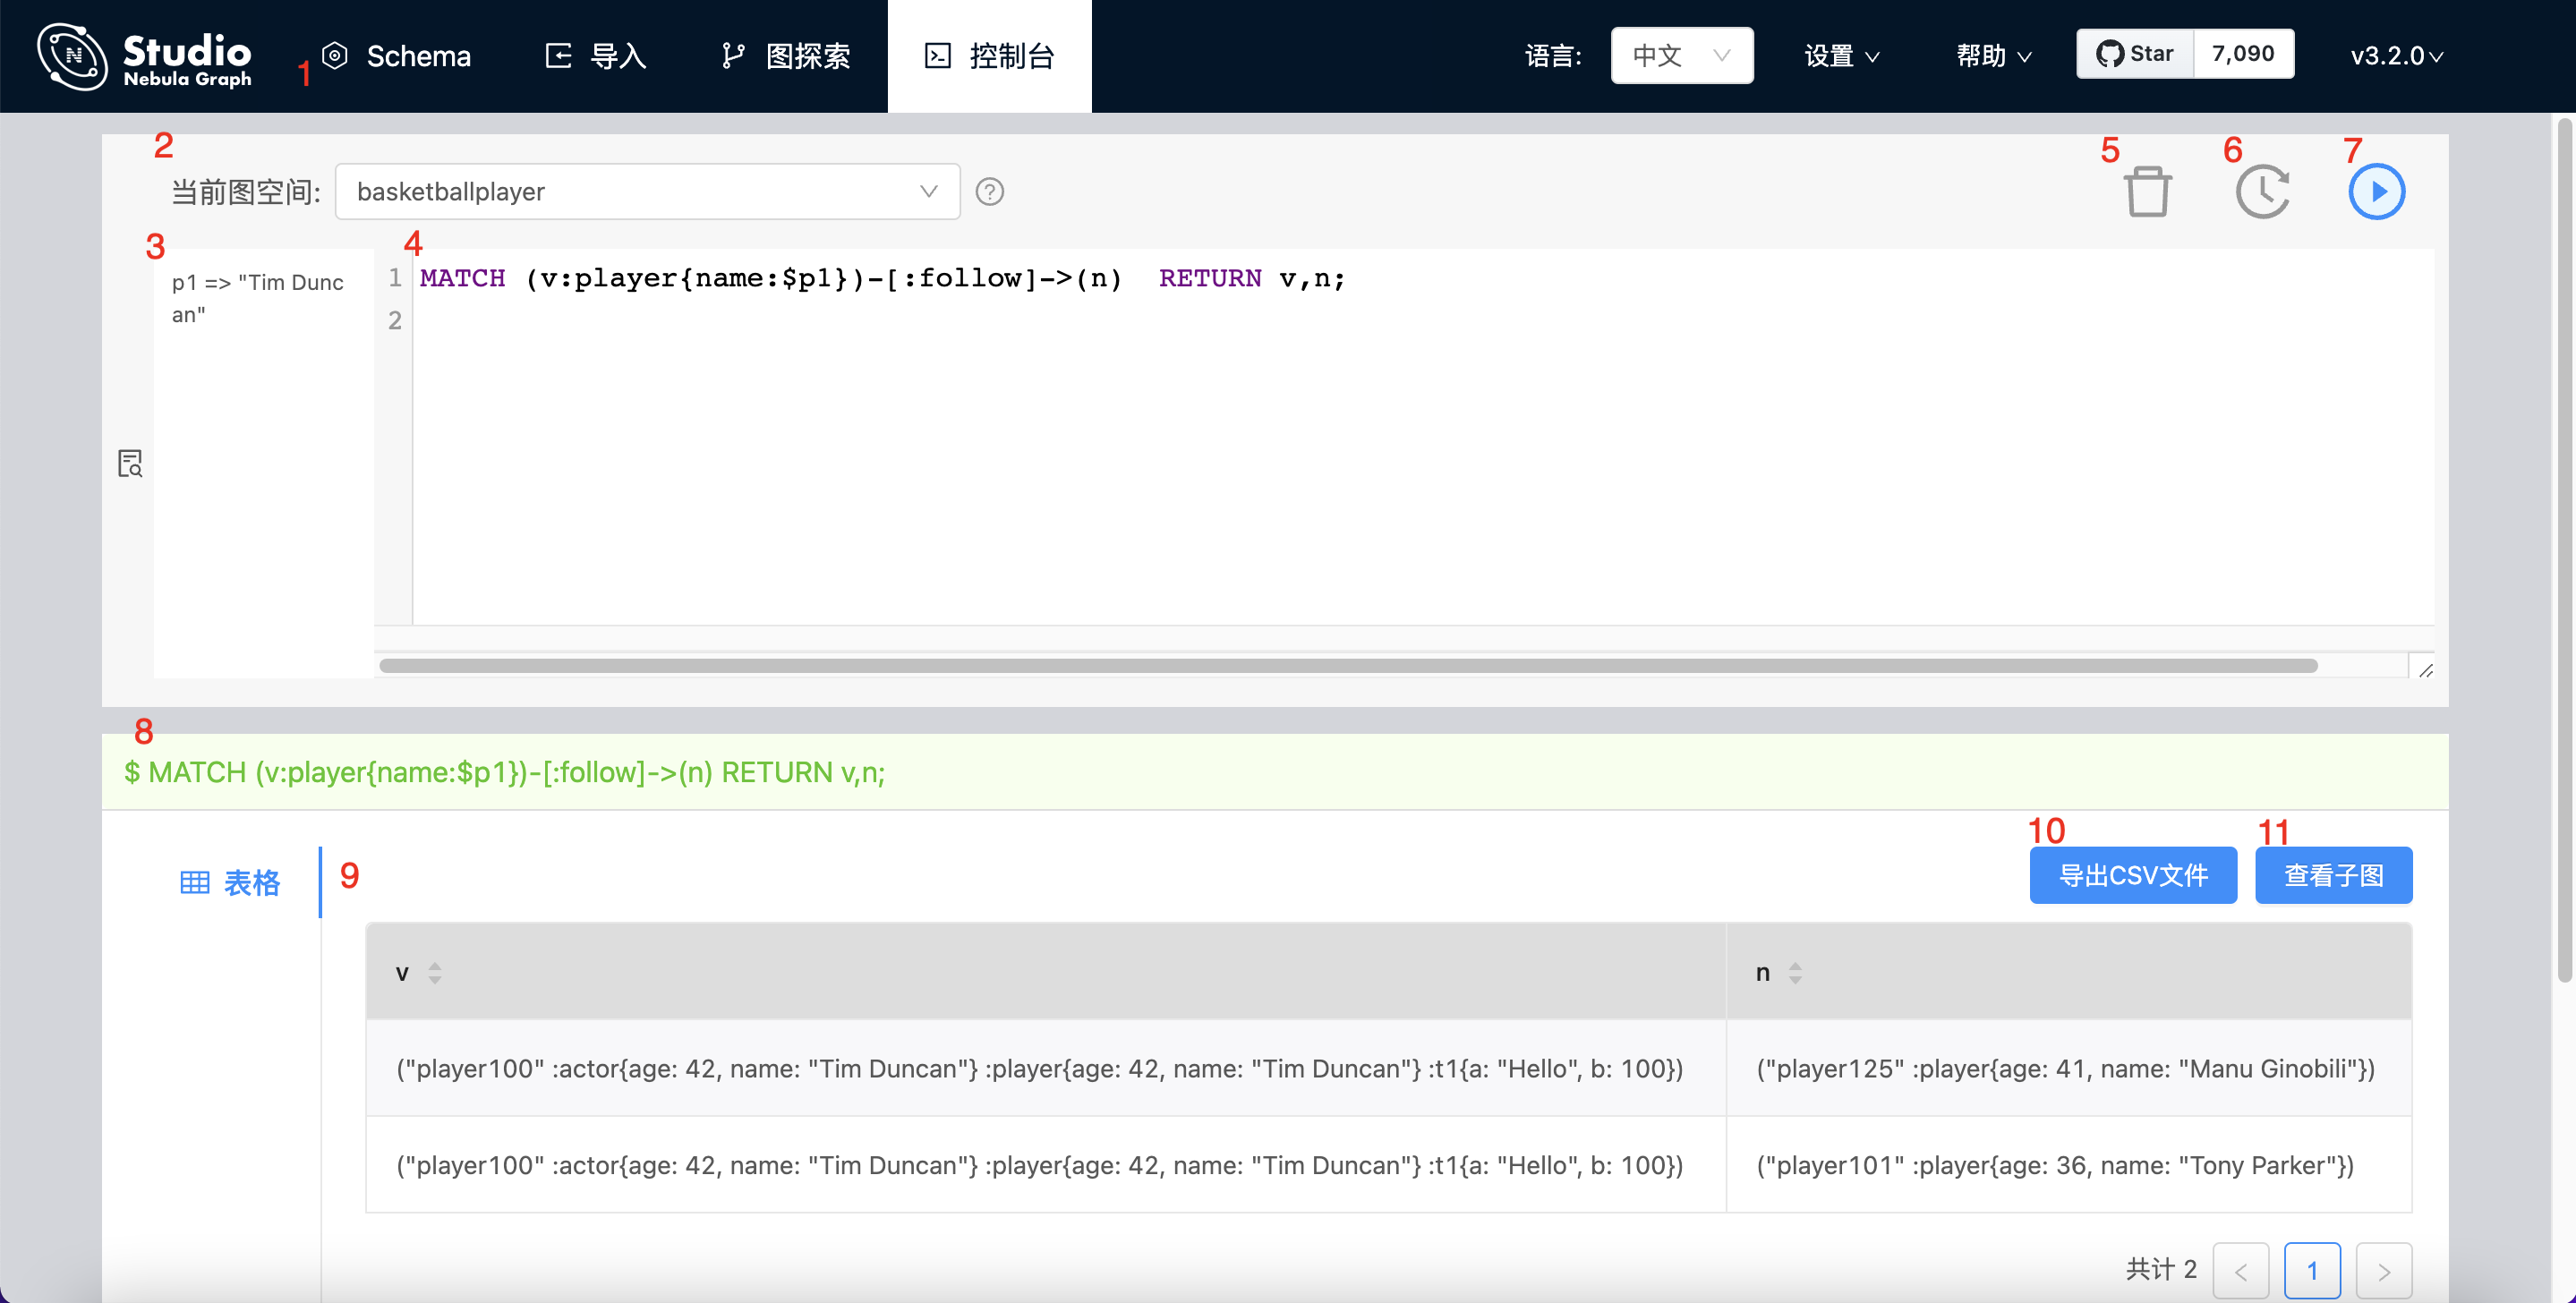 Studio
Nebula Graph
1
Schema
导入
图探索
控制台
语言:
中文
设置
帮助
Star
7,090
v3.2.0
2
当前图空间:
basketballplayer
?
5
6
7
3
p1 => "Tim Dunc
an"
4
1 MATCH (v:player{name:$p1})-[:follow]->(n)  RETURN v,n;
2
8
$ MATCH (v:player{name:$p1})-[:follow]->(n) RETURN v,n;
表格
9
10
导出CSV文件
11
查看子图
v
n
("player100" :actor{age: 42, name: "Tim Duncan"} :player{age: 42, name: "Tim Duncan"} :t1{a: "Hello", b: 100})
("player125" :player{age: 41, name: "Manu Ginobili"})
("player100" :actor{age: 42, name: "Tim Duncan"} :player{age: 42, name: "Tim Duncan"} :t1{a: "Hello", b: 100})
("player101" :player{age: 36, name: "Tony Parker"})
共计 2
<
1
>